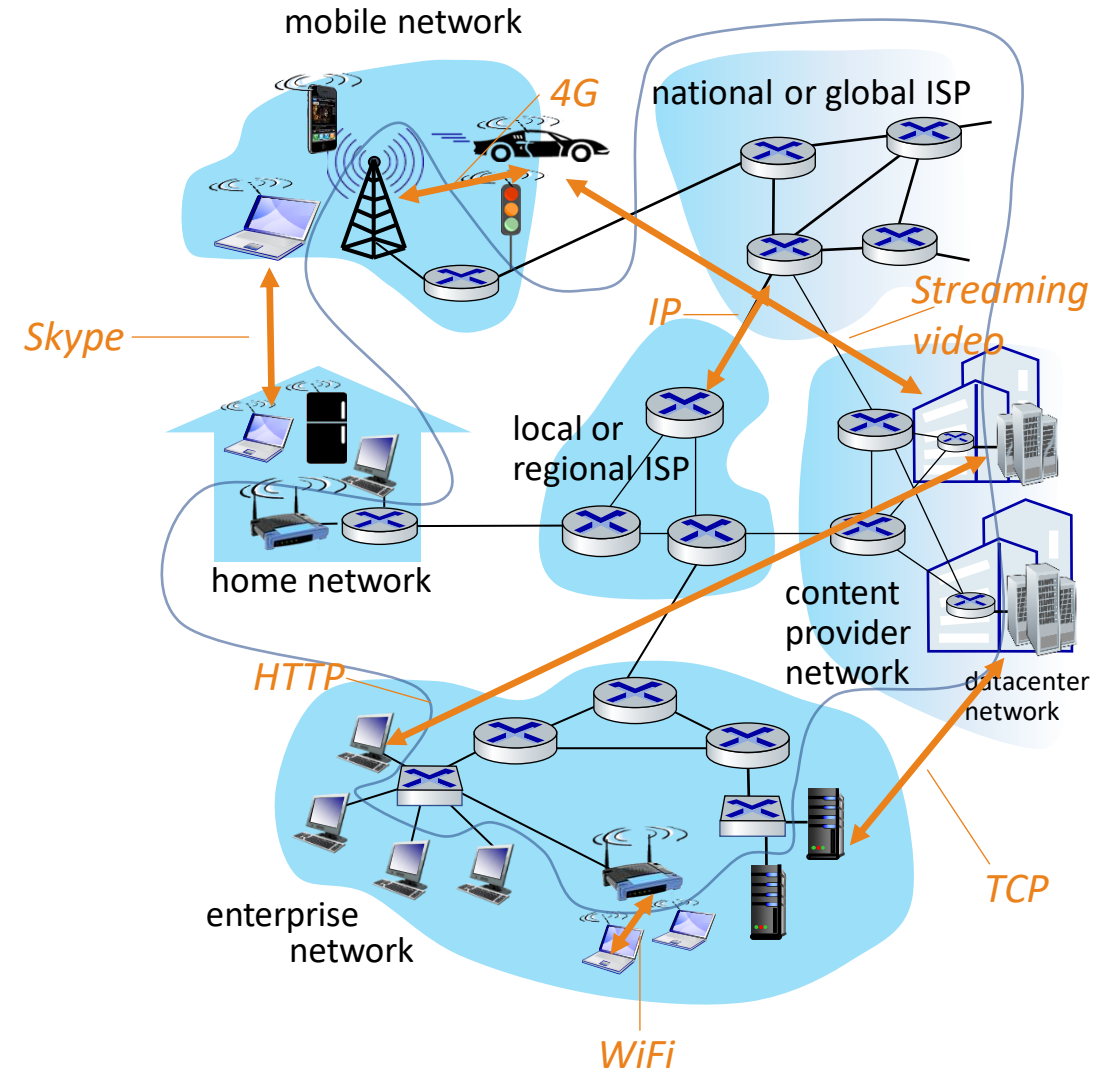 mobile network
4G
national or global ISP
Skype
IP
Streaming
video
local or
regional ISP
home network
content
provider
network
HTTP
datacenter
network
TCP
enterprise
network
WiFi